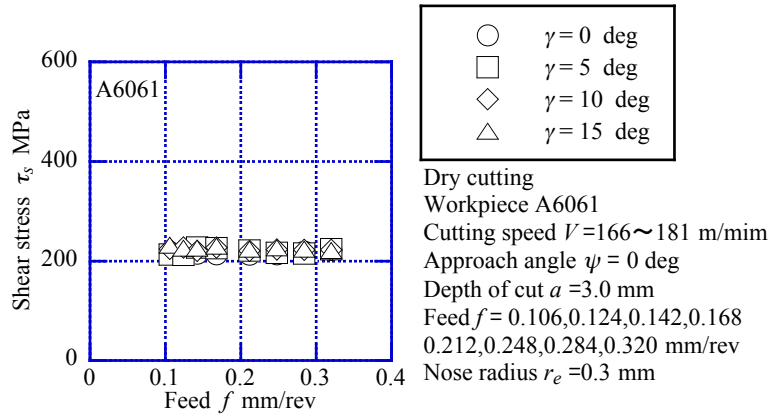 600
400
200
0
0
0.1
0.2
0.3
0.4
Shear stress τs MPa
Feed f mm/rev
A6061
γ = 0 deg
γ = 5 deg
γ = 10 deg
γ = 15 deg
Dry cutting
Workpiece A6061
Cutting speed V =166～181 m/mim
Approach angle ψ = 0 deg
Depth of cut a =3.0 mm
Feed f = 0.106,0.124,0.142,0.168
0.212,0.248,0.284,0.320 mm/rev
Nose radius re =0.3 mm